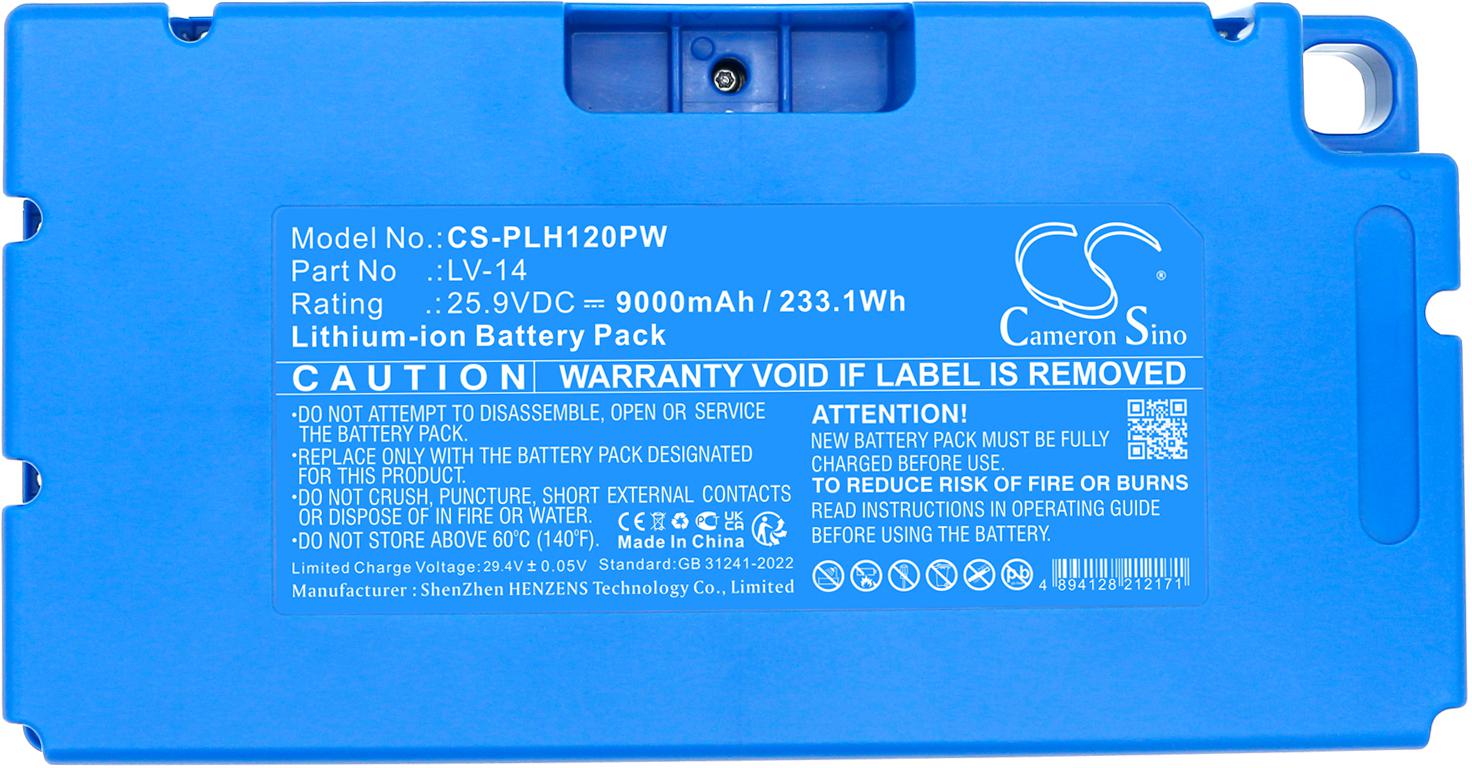 Model No.:CS-PLH120PW
Part No .:LV-14
Rating .:25.9VDC ⎓ 9000mAh / 233.1Wh
Lithium-ion Battery Pack
CS®
Cameron Sino
CAUTION WARRANTY VOID IF LABEL IS REMOVED
•DO NOT ATTEMPT TO DISASSEMBLE, OPEN OR SERVICE
THE BATTERY PACK.
•REPLACE ONLY WITH THE BATTERY PACK DESIGNATED
FOR THIS PRODUCT.
•DO NOT CRUSH, PUNCTURE, SHORT EXTERNAL CONTACTS
OR DISPOSE OF IN FIRE OR WATER.
•DO NOT STORE ABOVE 60℃ (140℉).
CE UKCA
Made In China
Limited Charge Voltage:29.4V±0.05V Standard:GB 31241-2022
Manufacturer : ShenZhen HENZENS Technology Co., Limited
ATTENTION!
NEW BATTERY PACK MUST BE FULLY
CHARGED BEFORE USE.
TO REDUCE RISK OF FIRE OR BURNS
READ INSTRUCTIONS IN OPERATING GUIDE
BEFORE USING THE BATTERY.
Pb
4 894128 212171